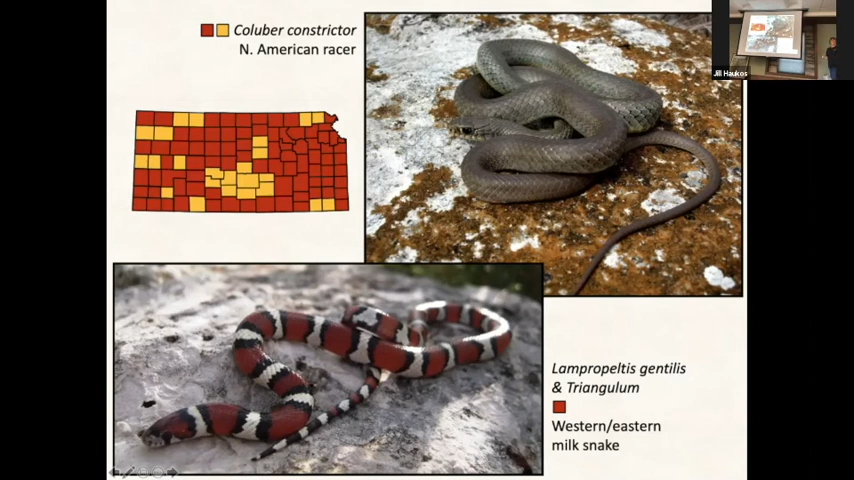 Coluber constrictor
N. American racer
Jill Haukos
Lampropeltis gentilis
& Triangulum
Western/eastern
milk snake